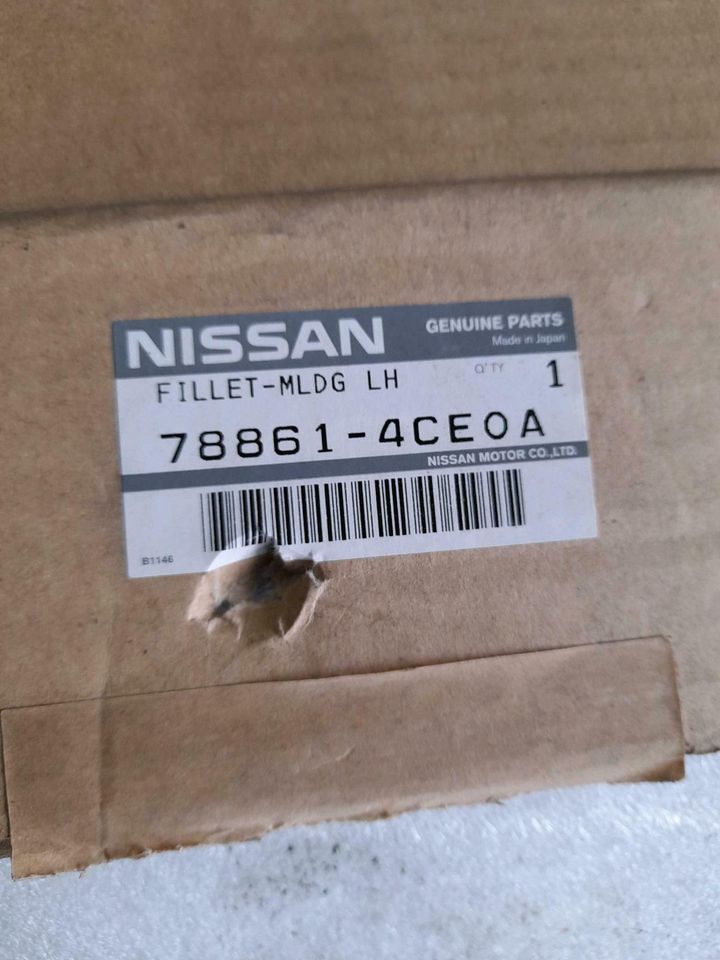 NISSAN GENUINE PARTS
Made in Japan
FILLET-MLDG LH Q'TY 1
78861-4CE0A
NISSAN MOTOR CO.,LTD.
B1146